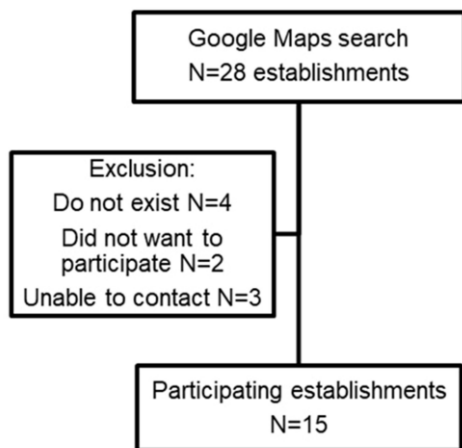 Google Maps search
N=28 establishments
Exclusion:
Do not exist N=4
Did not want to
participate N=2
Unable to contact N=3
Participating establishments
N=15